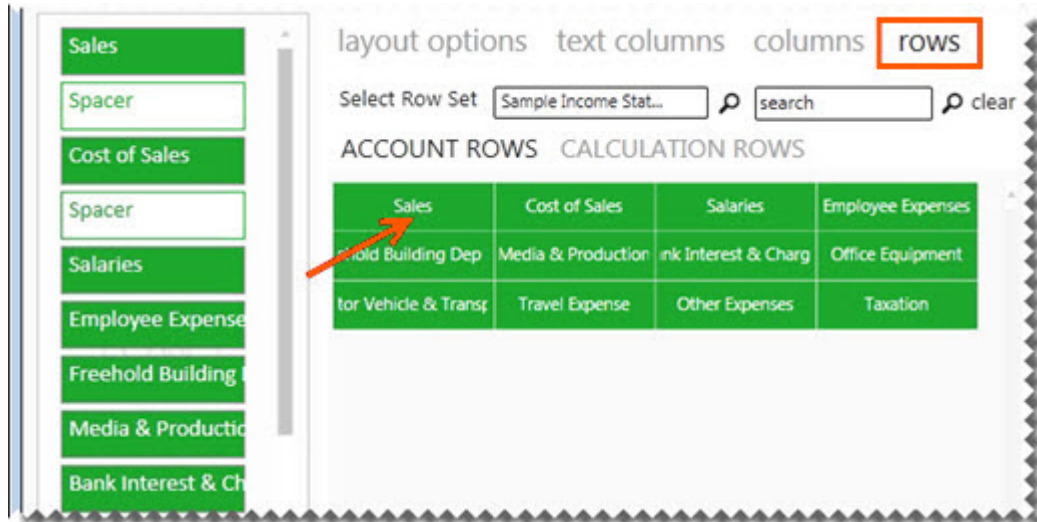 Sales
Spacer
Cost of Sales
Spacer
Salaries
Employee Expense
Freehold Building
Media & Productio
Bank Interest & Ch
layout options text columns columns rows
Select Row Set Sample Income Stat... search clear
ACCOUNT ROWS CALCULATION ROWS
Sales Cost of Sales Salaries Employee Expenses
hold Building Dep Media & Production nk Interest & Charg Office Equipment
tor Vehicle & Transp Travel Expense Other Expenses Taxation